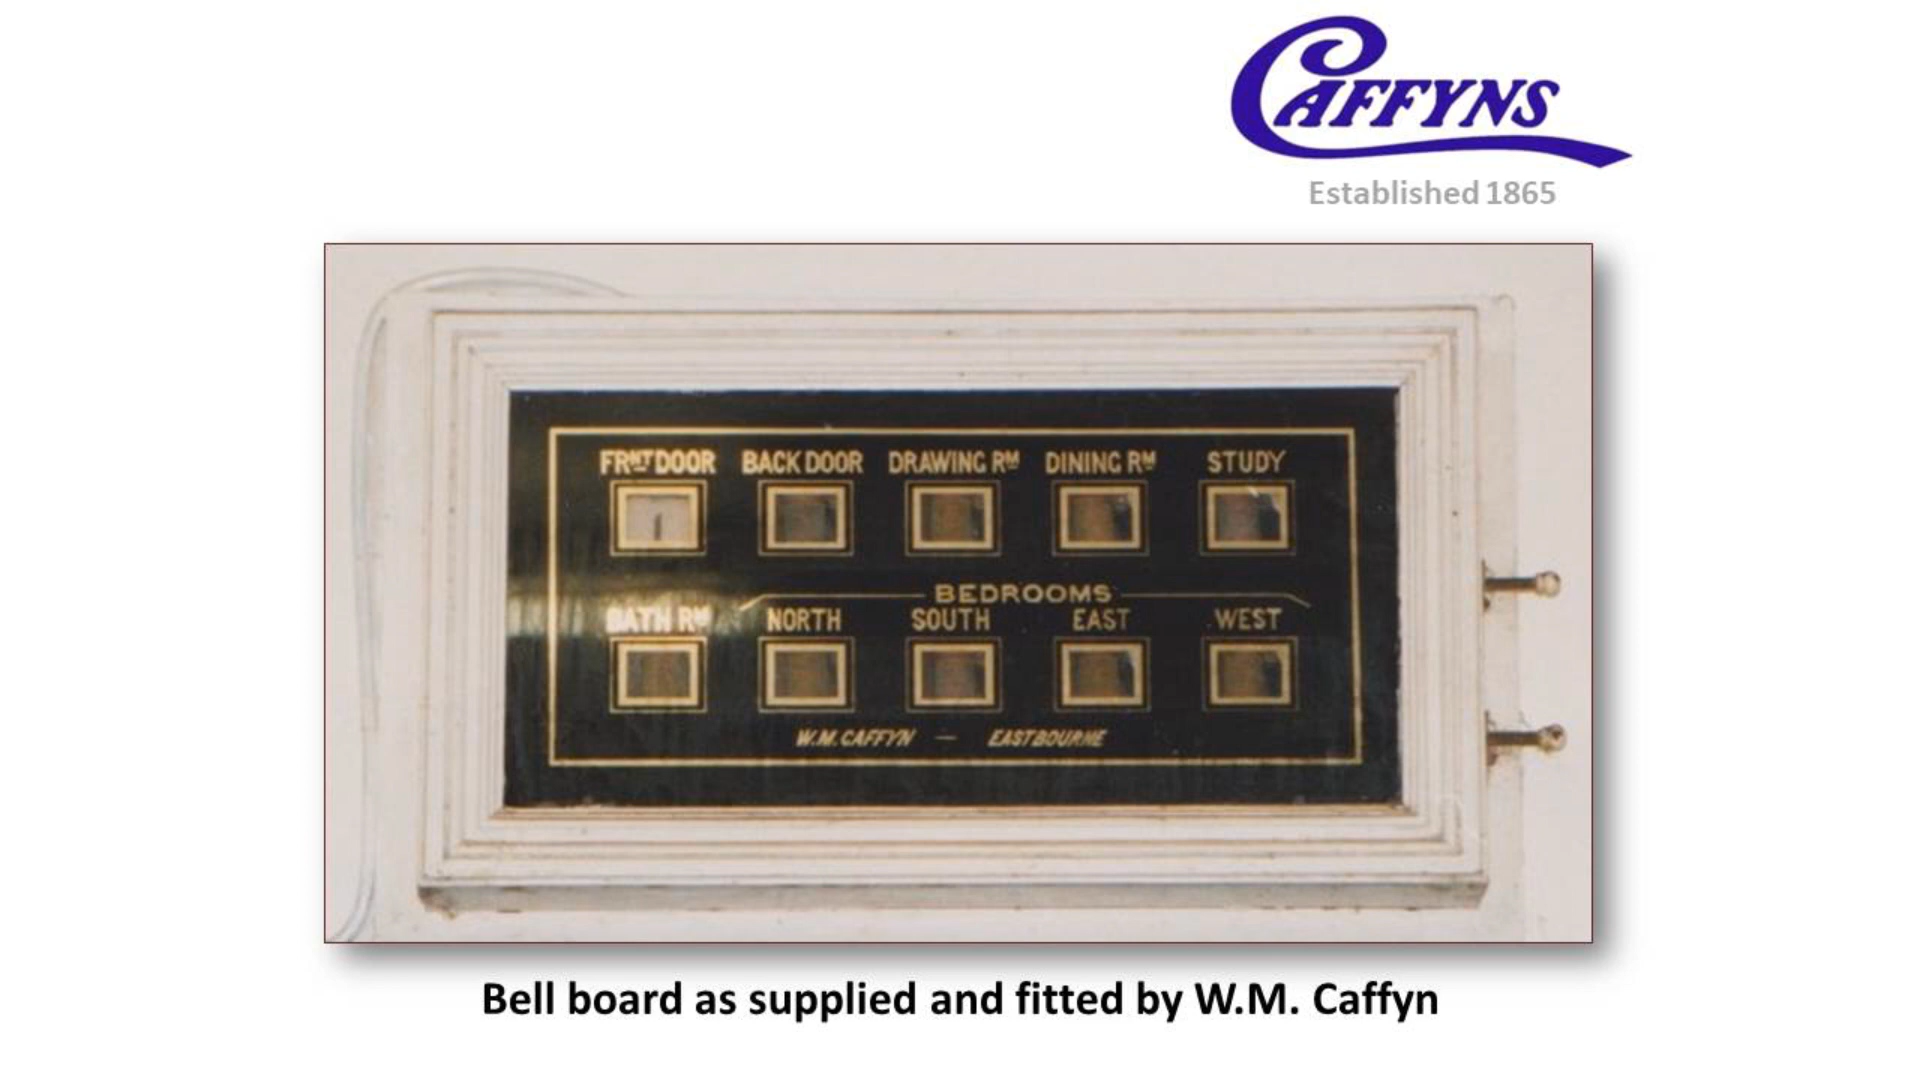 CAFFYNS
Established 1865
FRNT DOOR BACK DOOR DRAWING RM DINING RM STUDY
BEDROOMS
BATH RM NORTH SOUTH EAST WEST
W.M. CAFFYN — EASTBOURNE
Bell board as supplied and fitted by W.M. Caffyn